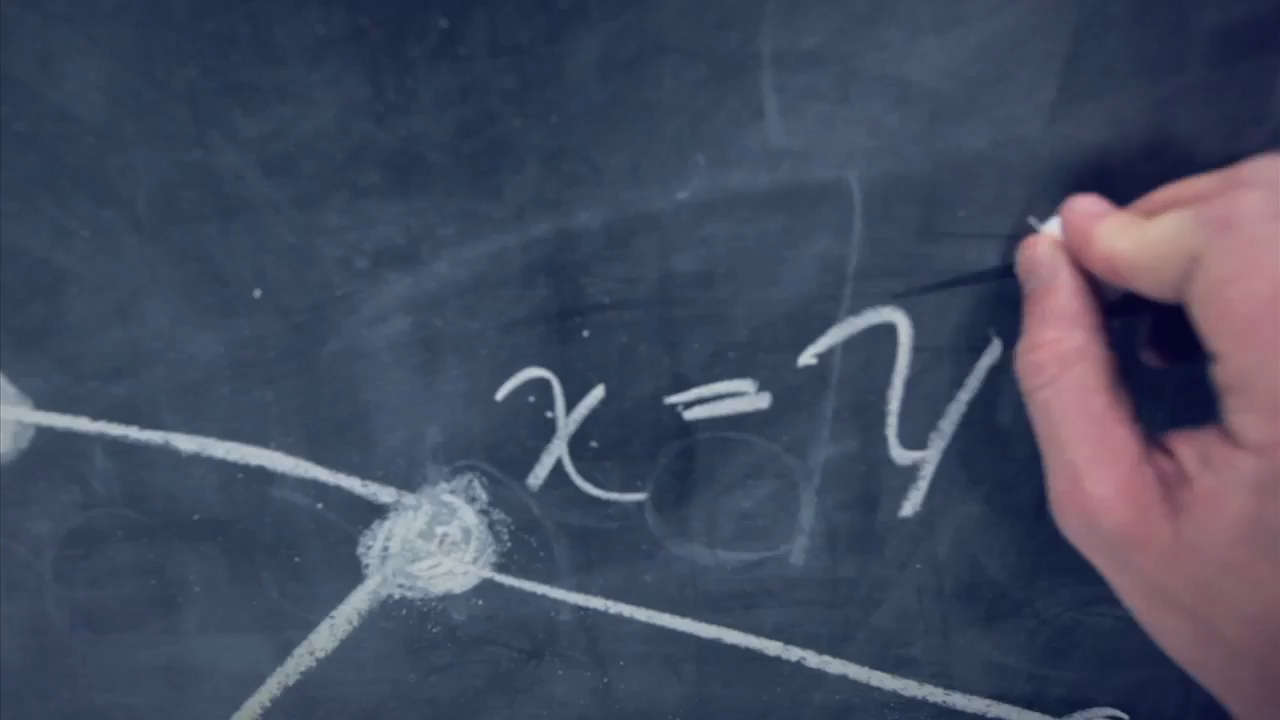 x = y